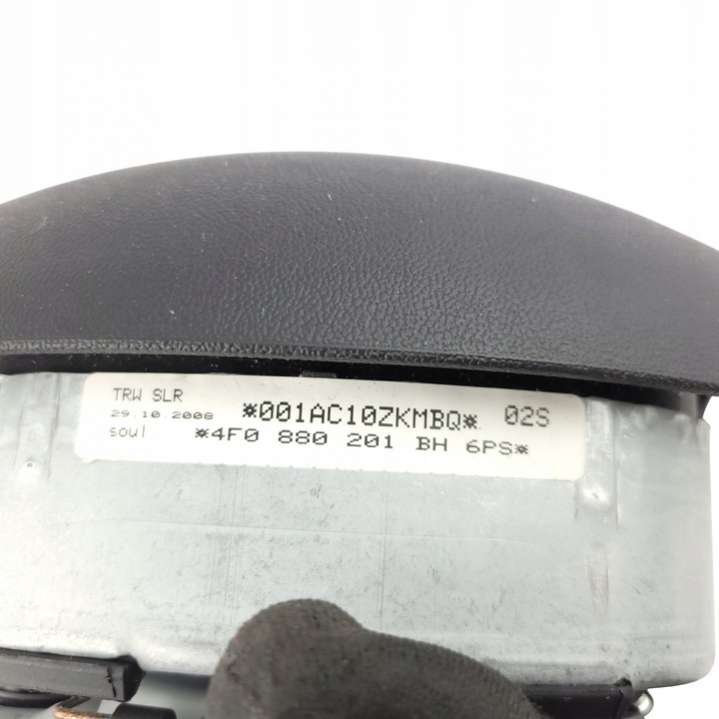 TRW SLR
29.10.2008 *001AC10ZKMBQ* 02S
soul *4F0 880 201 BH 6PS*